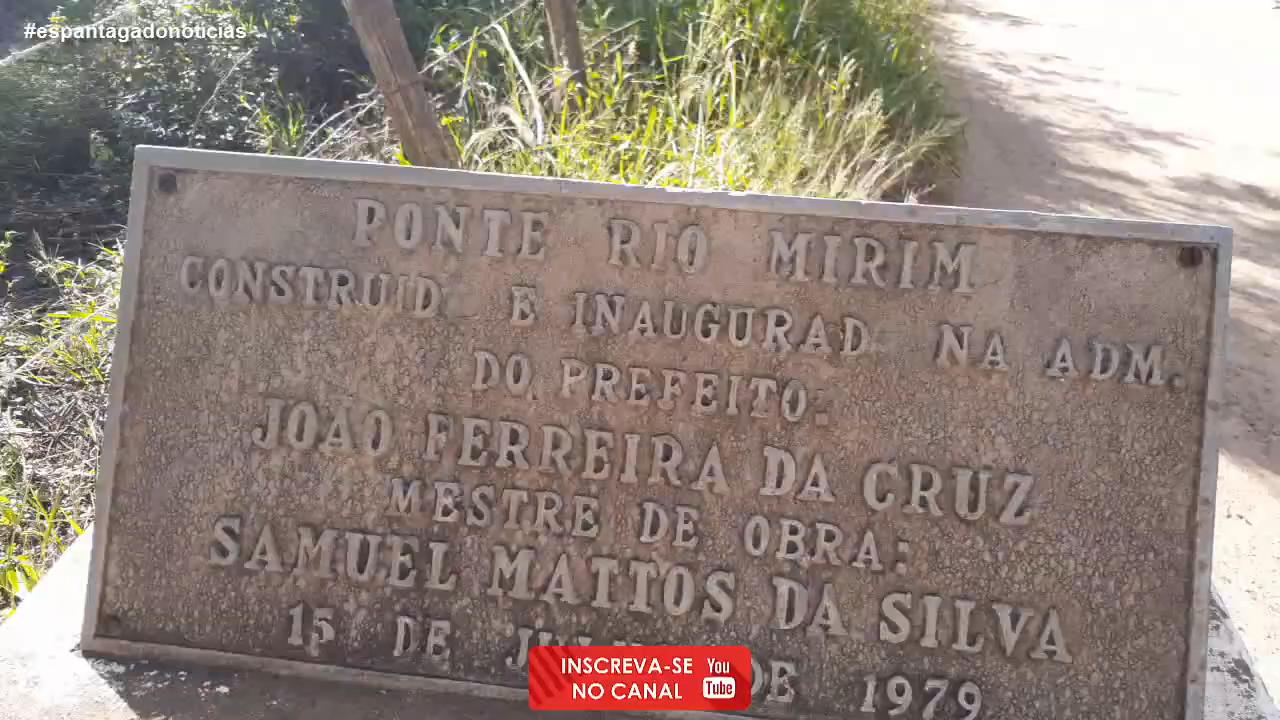 #espantagadonoticias
PONTE RIO MIRIM
CONSTRUID E INAUGURAD NA ADM.
DO PREFEITO:
JOAO FERREIRA DA CRUZ
MESTRE DE OBRA:
SAMUEL MATTOS DA SILVA
15 DE DE 1979
INSCREVA-SE
NO CANAL
You
Tube